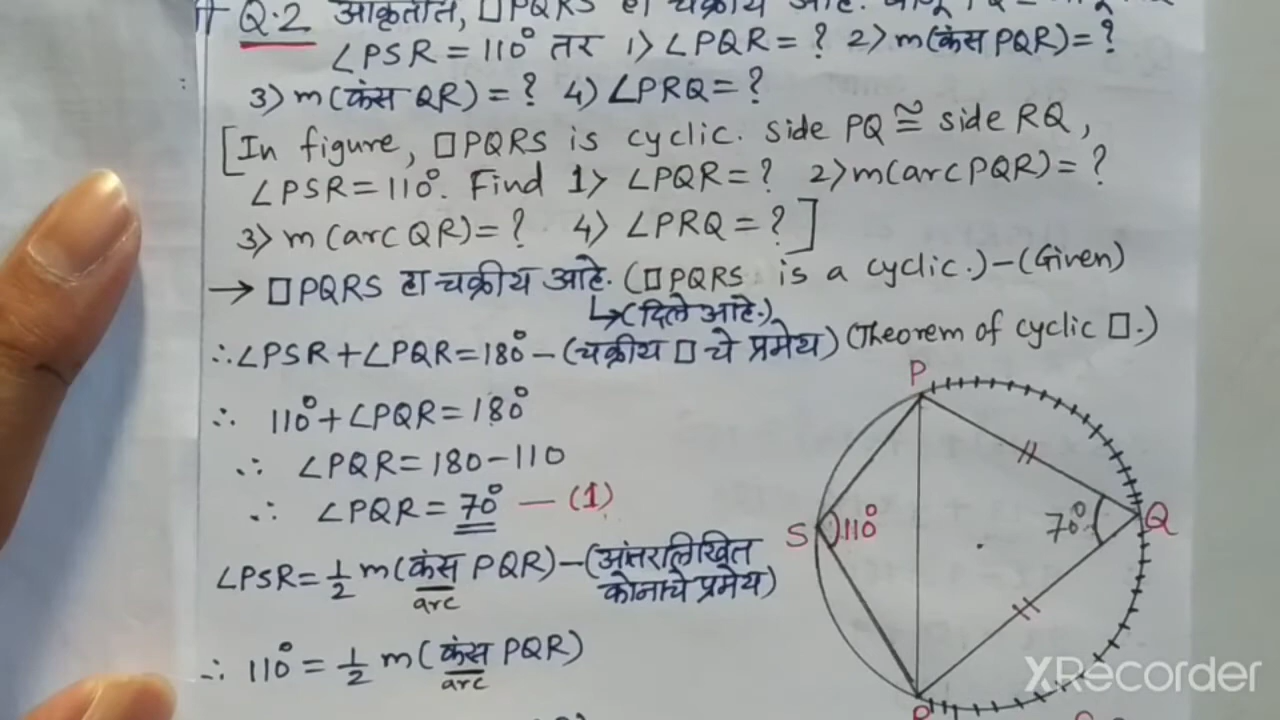 Q.2 आकृतीत, □PQRS हा चक्रीय आहे.
∠PSR = 110° तर 1> ∠PQR = ? 2> m(कंस PQR) = ?
3> m(कंस QR) = ? 4) ∠PRQ = ?
[In figure, □PQRS is cyclic. side PQ ≅ side RQ,
∠PSR = 110°. Find 1> ∠PQR = ? 2> m(arc PQR) = ?
3> m(arc QR) = ? 4> ∠PRQ = ?]
→ □PQRS हा चक्रीय आहे. (□PQRS is a cyclic.) – (Given)
↳(दिले आहे.)
∴ ∠PSR + ∠PQR = 180° – (चक्रीय □ चे प्रमेय) (Theorem of cyclic □.)
∴ 110° + ∠PQR = 180°
∴ ∠PQR = 180 – 110
∴ ∠PQR = 70° — (1)
∠PSR = 1/2 m(कंस PQR) – (आंतरलिखित
arc
कोनाचे प्रमेय)
∴ 110° = 1/2 m(कंस PQR)
arc
P
S 110°
70° Q
R
XRecorder